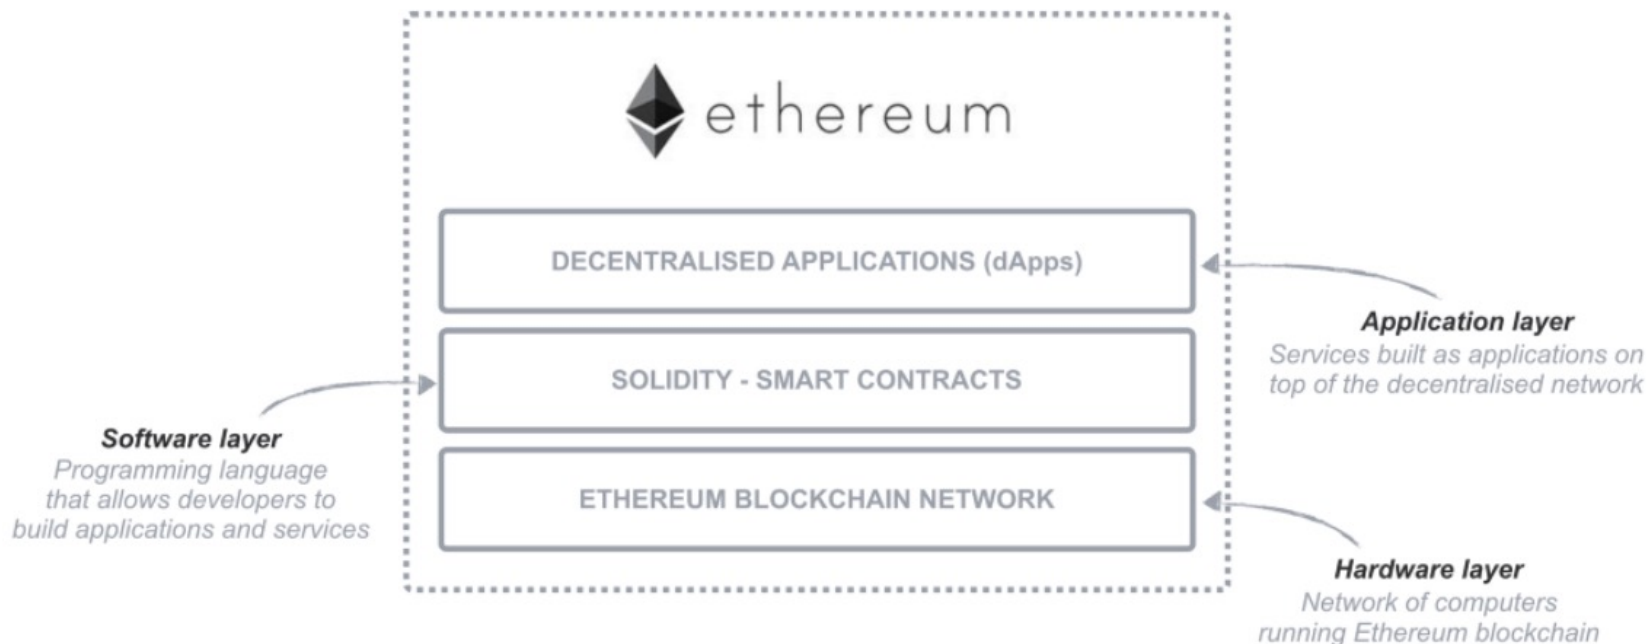 ethereum
DECENTRALISED APPLICATIONS (dApps)
Application layer
Services built as applications on
top of the decentralised network
SOLIDITY - SMART CONTRACTS
Software layer
Programming language
that allows developers to
build applications and services
ETHEREUM BLOCKCHAIN NETWORK
Hardware layer
Network of computers
running Ethereum blockchain